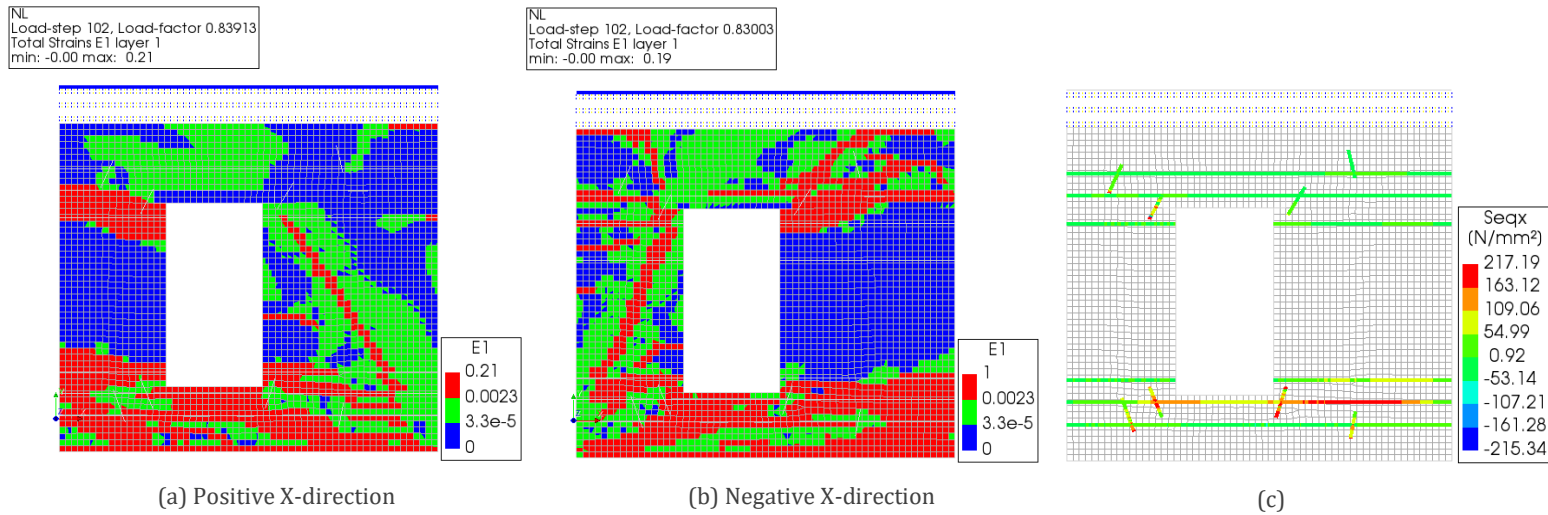 NL
Load-step 102, Load-factor 0.83913
Total Strains E1 layer 1
min: -0.00 max: 0.21
NL
Load-step 102, Load-factor 0.83003
Total Strains E1 layer 1
min: -0.00 max: 0.19
E1
0.21
0.0023
3.3e-5
0
E1
1
0.0023
3.3e-5
0
Seqx
[N/mm²]
217.19
163.12
109.06
54.99
0.92
-53.14
-107.21
-161.28
-215.34
(a) Positive X-direction
(b) Negative X-direction
(c)